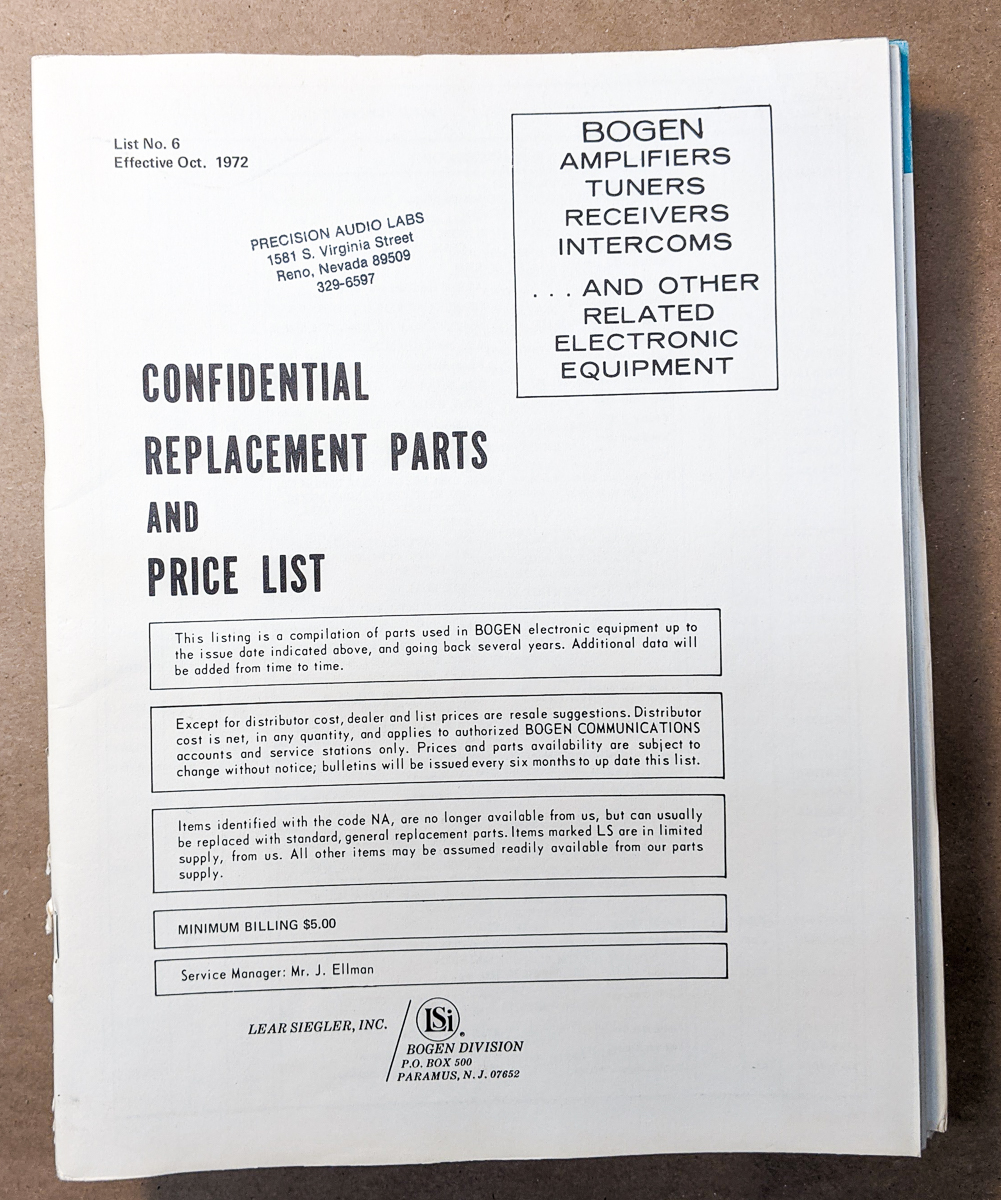 List No. 6
Effective Oct. 1972
BOGEN
AMPLIFIERS
TUNERS
RECEIVERS
INTERCOMS
. . . AND OTHER
RELATED
ELECTRONIC
EQUIPMENT
PRECISION AUDIO LABS
1581 S. Virginia Street
Reno, Nevada 89509
329-6597
CONFIDENTIAL
REPLACEMENT PARTS
AND
PRICE LIST
This listing is a compilation of parts used in BOGEN electronic equipment up to
the issue date indicated above, and going back several years. Additional data will
be added from time to time.
Except for distributor cost, dealer and list prices are resale suggestions. Distributor
cost is net, in any quantity, and applies to authorized BOGEN COMMUNICATIONS
accounts and service stations only. Prices and parts availability are subject to
change without notice; bulletins will be issued every six months to up date this list.
Items identified with the code NA, are no longer available from us, but can usually
be replaced with standard, general replacement parts. Items marked LS are in limited
supply, from us. All other items may be assumed readily available from our parts
supply.
MINIMUM BILLING $5.00
Service Manager: Mr. J. Ellman
LEAR SIEGLER, INC.
LSi ®
BOGEN DIVISION
P.O. BOX 500
PARAMUS, N. J. 07652